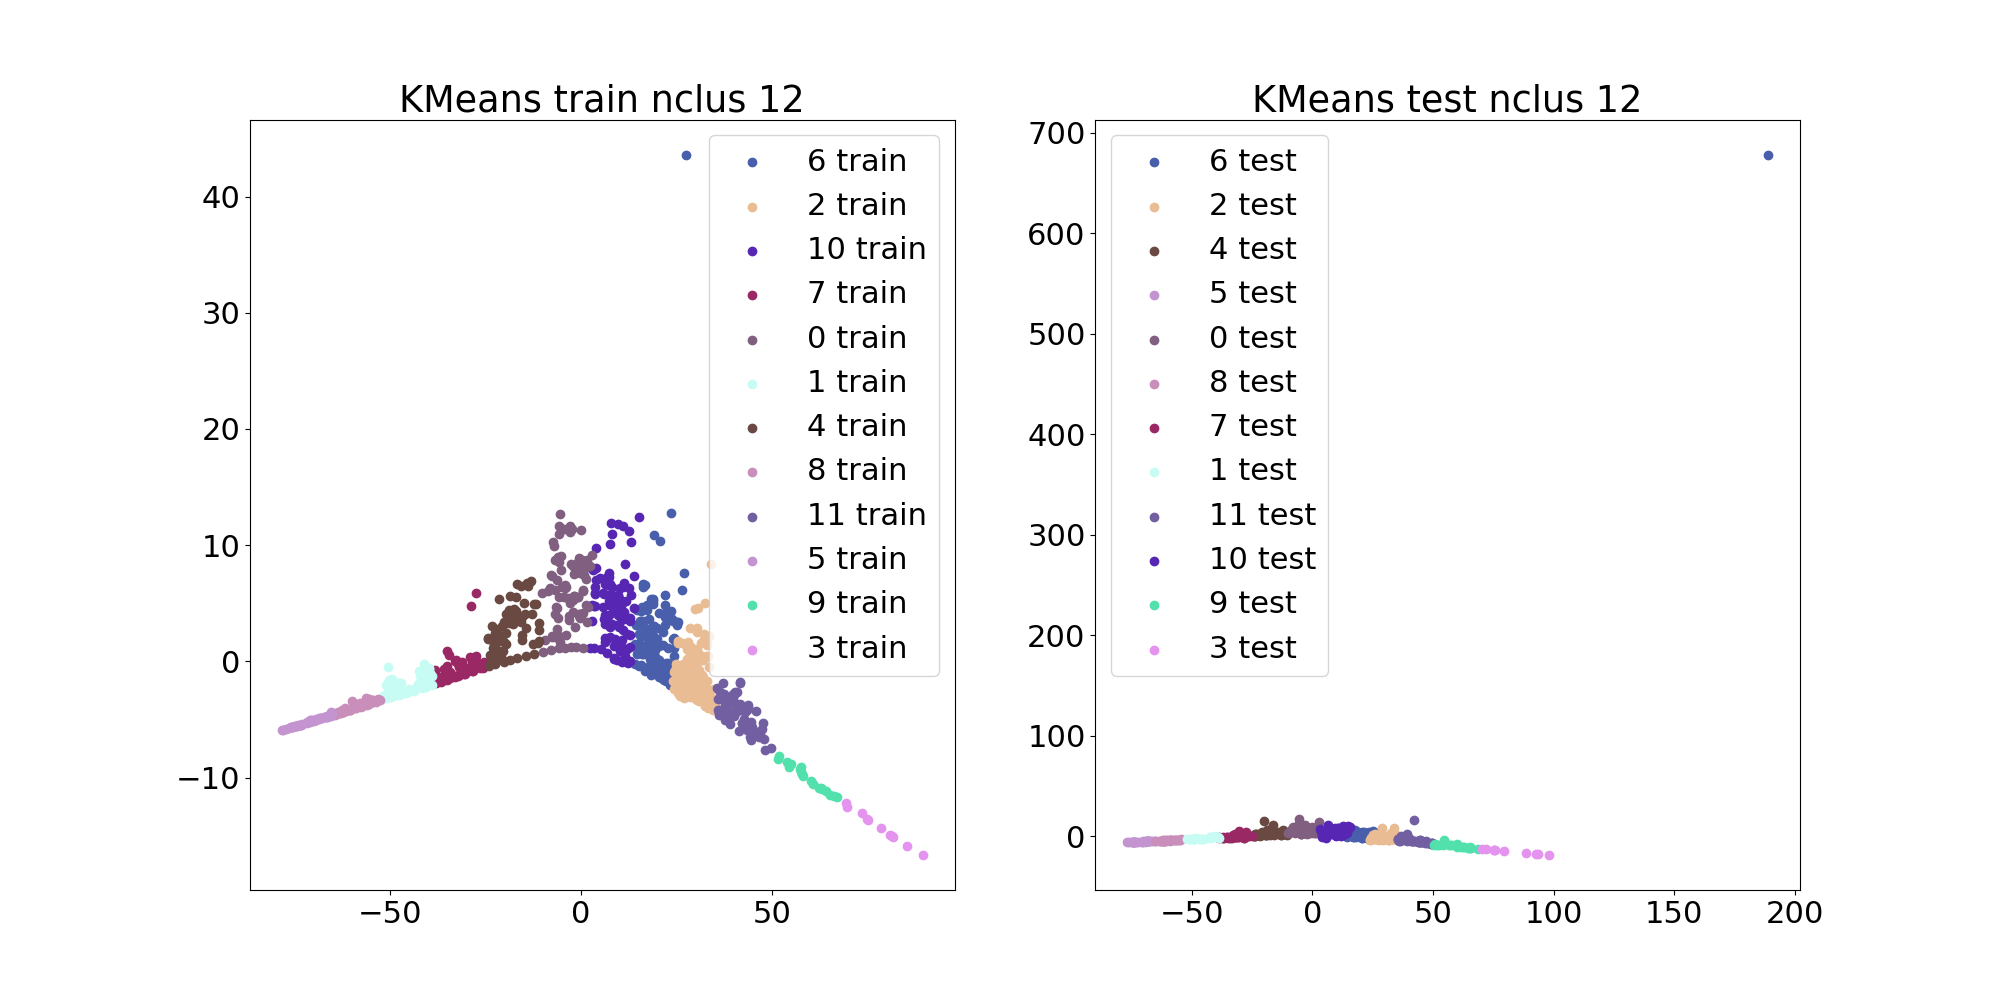 KMeans train nclus 12
40
30
20
10
0
−10
−50
0
50
6 train
2 train
10 train
7 train
0 train
1 train
4 train
8 train
11 train
5 train
9 train
3 train
KMeans test nclus 12
700
600
500
400
300
200
100
0
−50
0
50
100
150
200
6 test
2 test
4 test
5 test
0 test
8 test
7 test
1 test
11 test
10 test
9 test
3 test